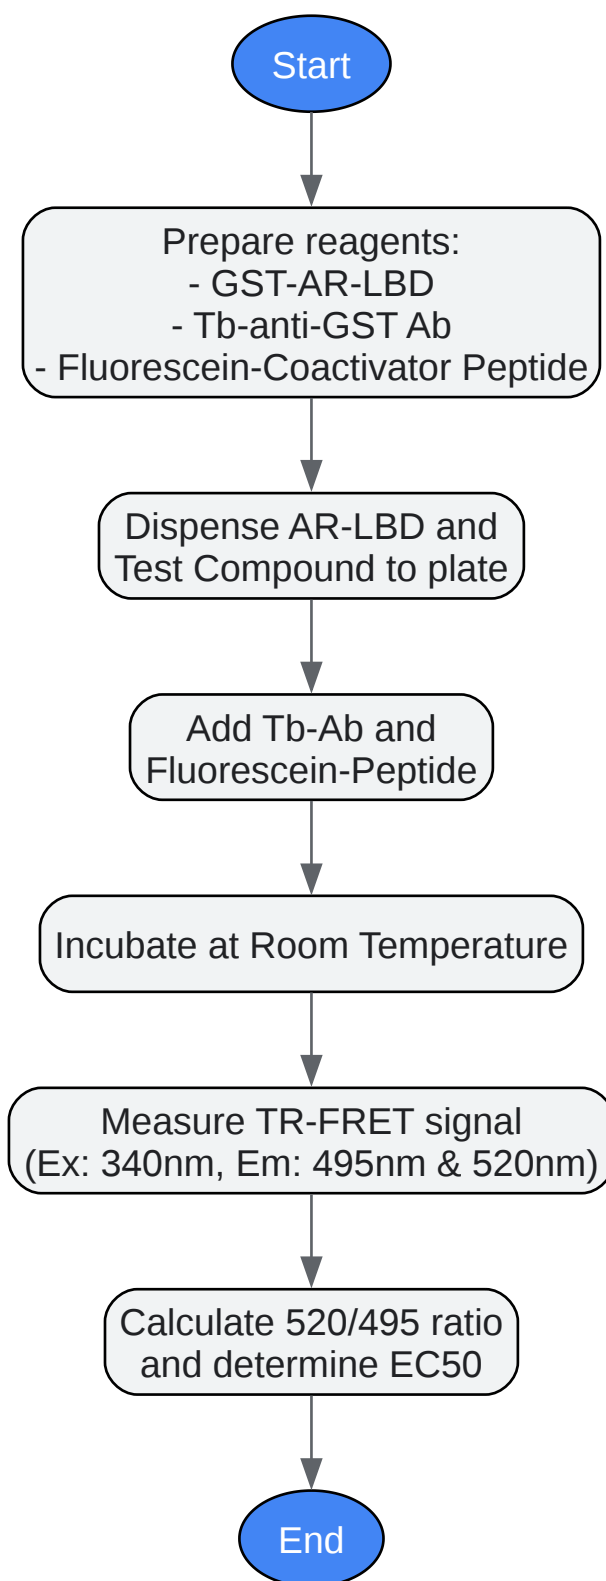 Start
Prepare reagents:
- GST-AR-LBD
- Tb-anti-GST Ab
- Fluorescein-Coactivator Peptide
Dispense AR-LBD and
Test Compound to plate
Add Tb-Ab and
Fluorescein-Peptide
Incubate at Room Temperature
Measure TR-FRET signal
(Ex: 340nm, Em: 495nm & 520nm)
Calculate 520/495 ratio
and determine EC50
End